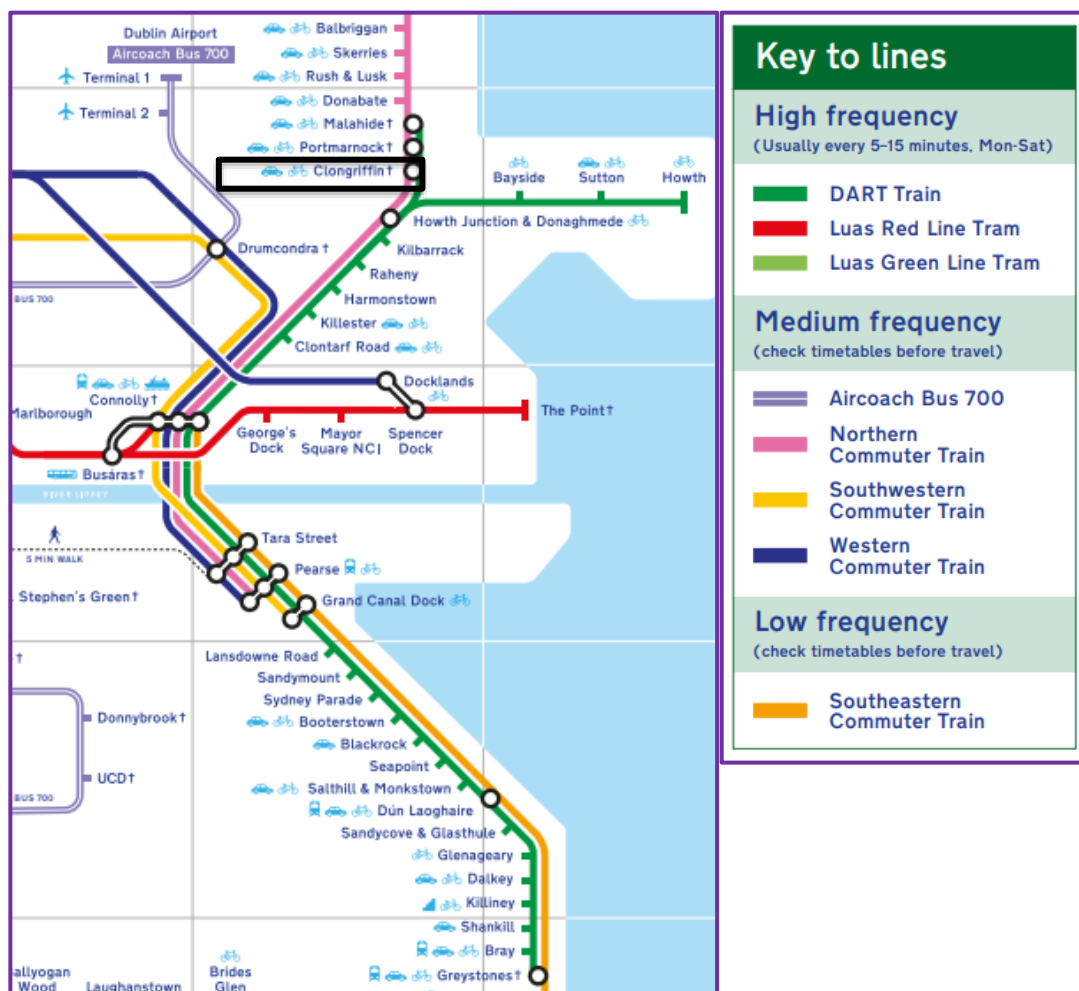 Dublin Airport
Aircoach Bus 700
Terminal 1
Terminal 2
Balbriggan
Skerries
Rush & Lusk
Donabate
Malahide†
Portmarnock†
Clongriffin†
Bayside
Sutton
Howth
Howth Junction & Donaghmede
Drumcondra †
Kilbarrack
Raheny
Harmonstown
Killester
Clontarf Road
BUS 700
Connolly†
Marlborough
Docklands
The Point†
George's
Dock
Mayor
Square NCI
Spencer
Dock
Busáras†
RIVER LIFFEY
5 MIN WALK
Tara Street
Pearse
Stephen's Green†
Grand Canal Dock
Lansdowne Road
Sandymount
Sydney Parade
Booterstown
Blackrock
Seapoint
Salthill & Monkstown
Dún Laoghaire
Sandycove & Glasthule
Glenageary
Dalkey
Killiney
Shankill
Bray
Greystones†
†
Donnybrook†
UCD†
BUS 700
allyogan
Wood
Laughanstown
Brides
Glen
Key to lines
High frequency
(Usually every 5-15 minutes, Mon-Sat)
DART Train
Luas Red Line Tram
Luas Green Line Tram
Medium frequency
(check timetables before travel)
Aircoach Bus 700
Northern
Commuter Train
Southwestern
Commuter Train
Western
Commuter Train
Low frequency
(check timetables before travel)
Southeastern
Commuter Train